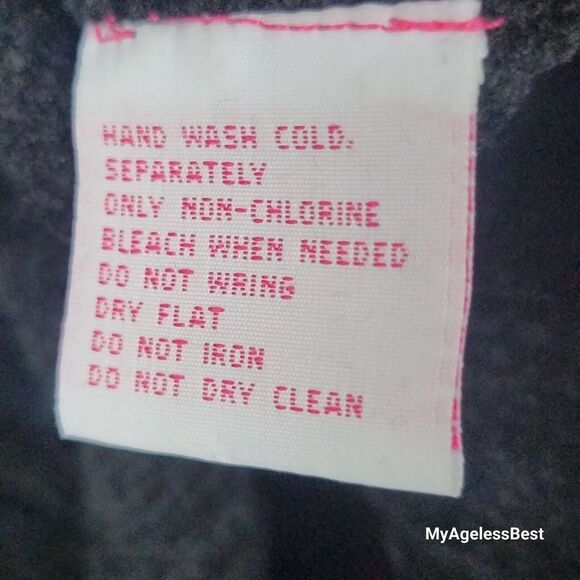 HAND WASH COLD.
SEPARATELY
ONLY NON-CHLORINE
BLEACH WHEN NEEDED
DO NOT WRING
DRY FLAT
DO NOT IRON
DO NOT DRY CLEAN
MyAgelessBest